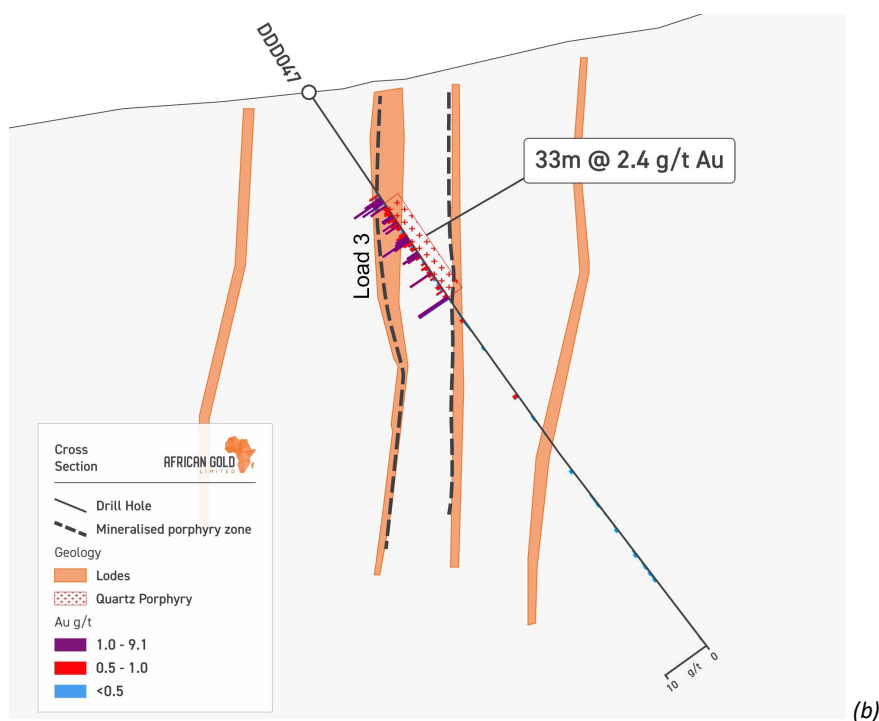 DDD047
33m @ 2.4 g/t Au
Load 3
Cross
Section
AFRICAN GOLD
LIMITED
Drill Hole
Mineralised porphyry zone
Geology
Lodes
Quartz Porphyry
Au g/t
1.0 - 9.1
0.5 - 1.0
<0.5
10 g/t 0
(b)